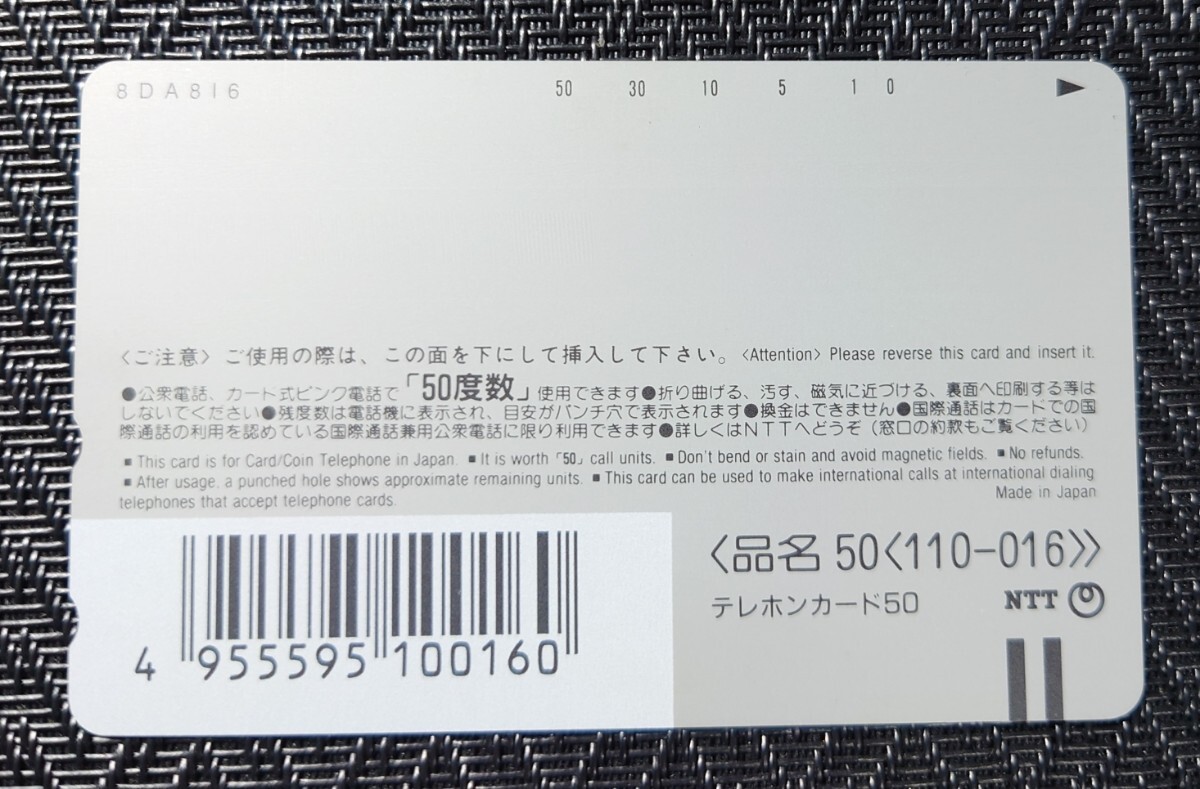 8DA816 50 30 10 5 1 0 ▶
〈ご注意〉ご使用の際は、この面を下にして挿入して下さい。〈Attention〉Please reverse this card and insert it.
●公衆電話、カード式ピンク電話で「50度数」使用できます●折り曲げる、汚す、磁気に近づける、裏面へ印刷する等は
しないでください●残度数は電話機に表示され、目安がパンチ穴で表示されます●換金はできません●国際通話はカードでの国
際通話の利用を認めている国際通話兼用公衆電話に限り利用できます●詳しくはNTTへどうぞ(窓口の約款もご覧ください)
■This card is for Card/Coin Telephone in Japan. ■It is worth「50」call units. ■Don't bend or stain and avoid magnetic fields. ■No refunds.
■After usage, a punched hole shows approximate remaining units. ■This card can be used to make international calls at international dialing
telephones that accept telephone cards. Made in Japan
〈品名 50〈110-016〉〉
テレホンカード50 NTT
4 955595 100160